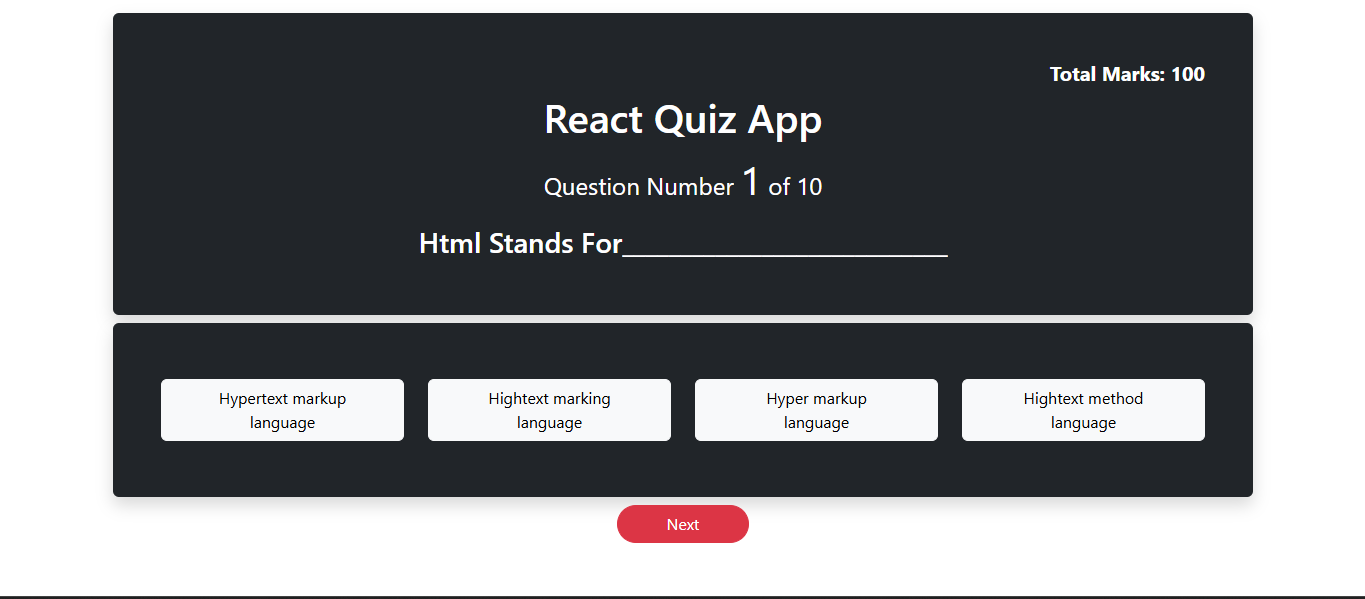 Total Marks: 100
React Quiz App
Question Number 1 of 10
Html Stands For_________________________
Hypertext markup
language
Hightext marking
language
Hyper markup
language
Hightext method
language
Next